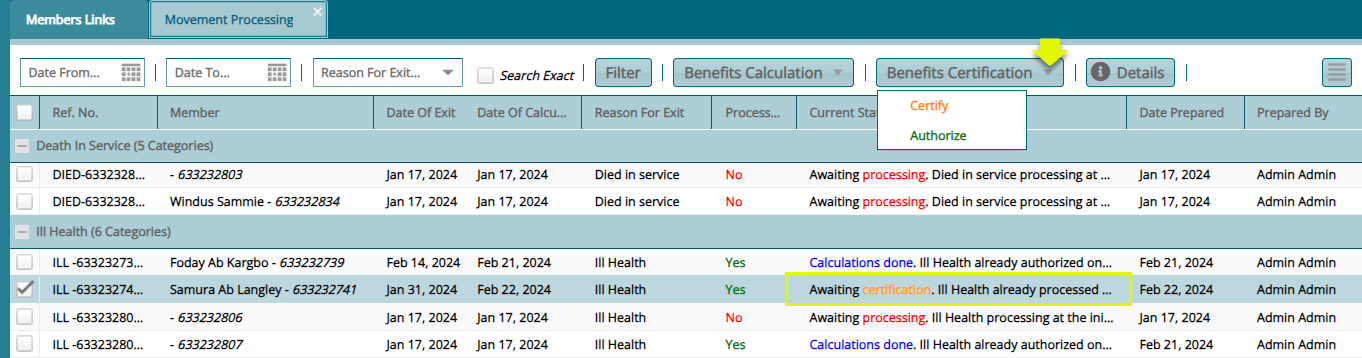 Members Links
Movement Processing
Date From...
Date To...
Reason For Exit...
Search Exact
Filter
Benefits Calculation
Benefits Certification
Details
Certify
Authorize
Ref. No. Member Date Of Exit Date Of Calcu... Reason For Exit Process... Current Sta Date Prepared Prepared By
Death In Service (5 Categories)
DIED-6332328... - 633232803 Jan 17, 2024 Jan 17, 2024 Died in service No Awaiting processing. Died in service processing at ... Jan 17, 2024 Admin Admin
DIED-6332328... Windus Sammie - 633232834 Jan 17, 2024 Jan 17, 2024 Died in service No Awaiting processing. Died in service processing at ... Jan 17, 2024 Admin Admin
Ill Health (6 Categories)
ILL -63323273... Foday Ab Kargbo - 633232739 Feb 14, 2024 Feb 21, 2024 Ill Health Yes Calculations done. Ill Health already authorized on... Feb 21, 2024 Admin Admin
ILL -63323274... Samura Ab Langley - 633232741 Jan 31, 2024 Feb 22, 2024 Ill Health Yes Awaiting certification. Ill Health already processed ... Feb 22, 2024 Admin Admin
ILL -63323280... - 633232806 Jan 17, 2024 Jan 17, 2024 Ill Health No Awaiting processing. Ill Health processing at the ini... Jan 17, 2024 Admin Admin
ILL -63323280... - 633232807 Jan 17, 2024 Jan 17, 2024 Ill Health Yes Calculations done. Ill Health already authorized on... Jan 17, 2024 Admin Admin